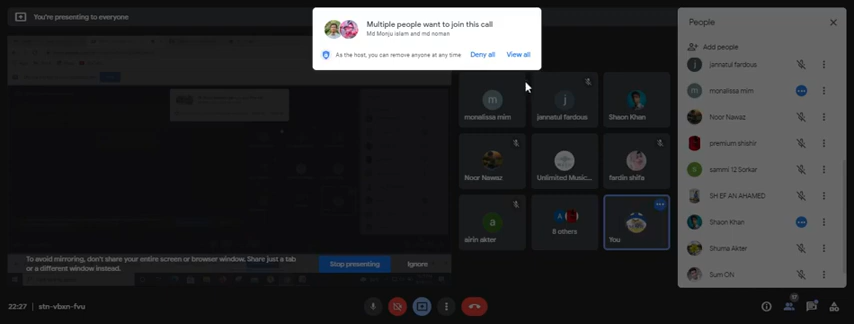 You're presenting to everyone
Multiple people want to join this call
Md Monju islam and md noman
As the host, you can remove anyone at any time
Deny all
View all
People
Add people
jannatul fardous
monalissa mim
Noor Nawaz
premium shishir
sammi 12 Sorkar
SH EF AN AHAMED
Shaon Khan
Shuma Akter
Sum ON
m
monalissa mim
j
jannatul fardous
Shaon Khan
Noor Nawaz
Unlimited Music...
fardin shifa
a
airin akter
A
8 others
You
To avoid mirroring, don't share your entire screen or browser window. Share just a tab
or a different window instead.
Stop presenting
Ignore
22:27 | stn-vbxn-fvu